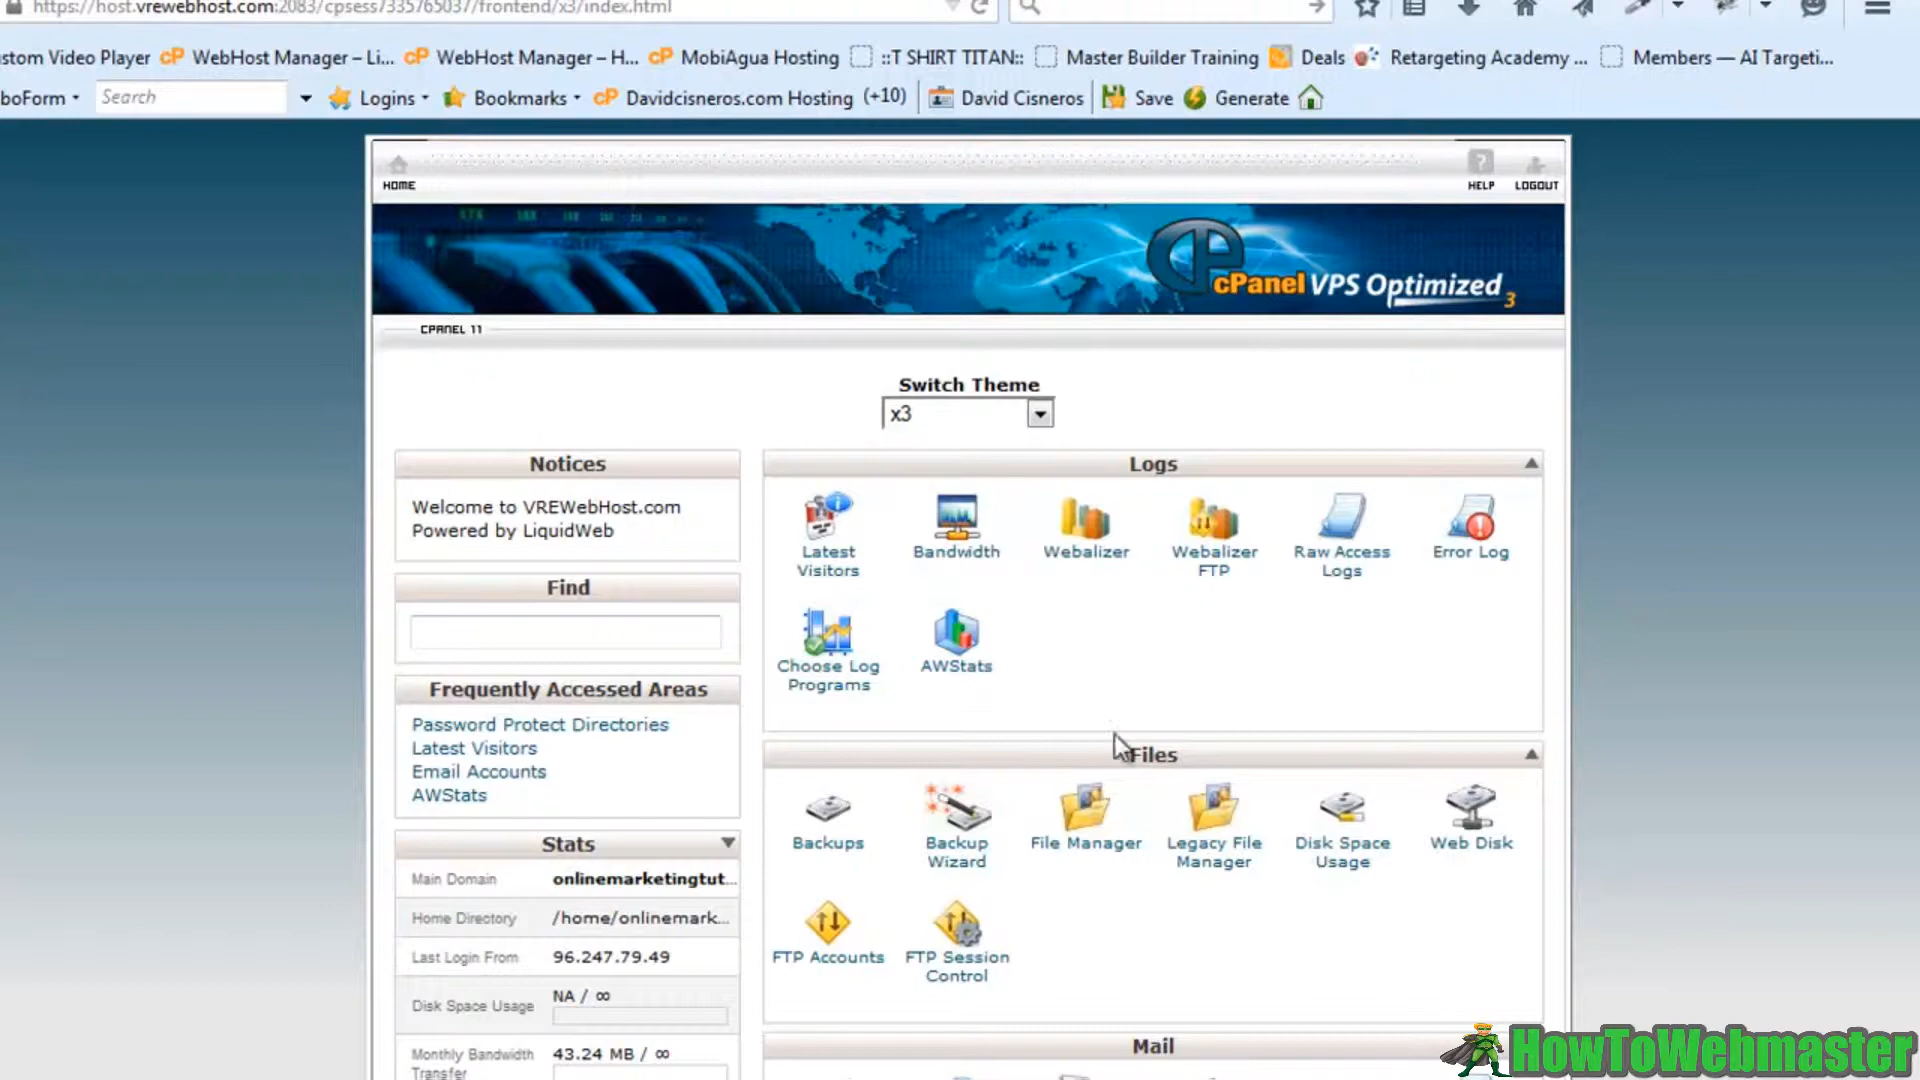 https://host.vrewebhost.com:2083/cpsess7335765037/frontend/x3/index.html
stom Video Player cP WebHost Manager – Li... cP WebHost Manager – H... cP MobiAgua Hosting ::T SHIRT TITAN:: Master Builder Training Deals Retargeting Academy ... Members — AI Targeti...
boForm Search Logins Bookmarks cP Davidcisneros.com Hosting (+10) David Cisneros Save Generate
HOME HELP LOGOUT
cPanel VPS Optimized 3
CPANEL 11
Switch Theme
x3
Notices
Welcome to VREWebHost.com
Powered by LiquidWeb
Find
Frequently Accessed Areas
Password Protect Directories
Latest Visitors
Email Accounts
AWStats
Stats
Main Domain onlinemarketingtut...
Home Directory /home/onlinemark...
Last Login From 96.247.79.49
Disk Space Usage NA / ∞
Monthly Bandwidth Transfer 43.24 MB / ∞
Logs
Latest Visitors
Bandwidth
Webalizer
Webalizer FTP
Raw Access Logs
Error Log
Choose Log Programs
AWStats
Files
Backups
Backup Wizard
File Manager
Legacy File Manager
Disk Space Usage
Web Disk
FTP Accounts
FTP Session Control
Mail
HowToWebmaster